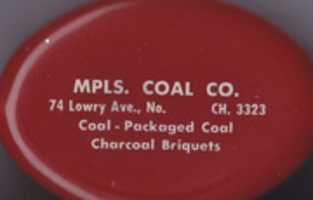 MPLS. COAL CO.
74 Lowry Ave., No. CH. 3323
Coal - Packaged Coal
Charcoal Briquets